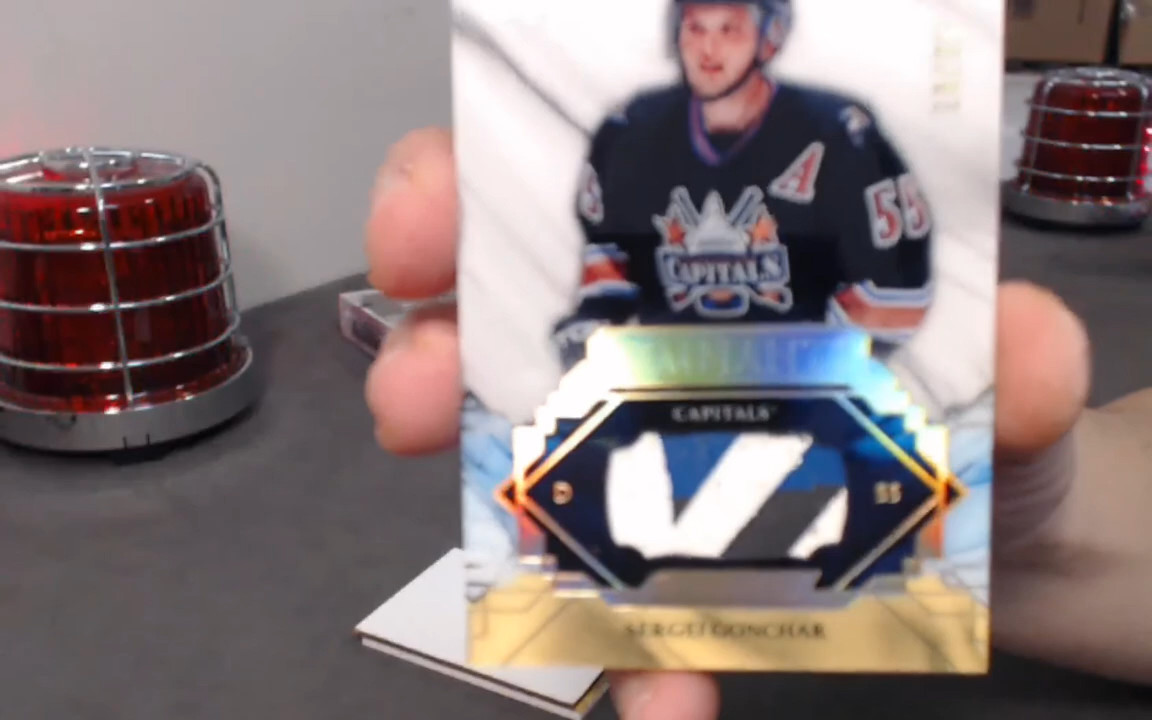 A
55
CAPITALS
CAPITALS
D 55
SERGEI GONCHAR